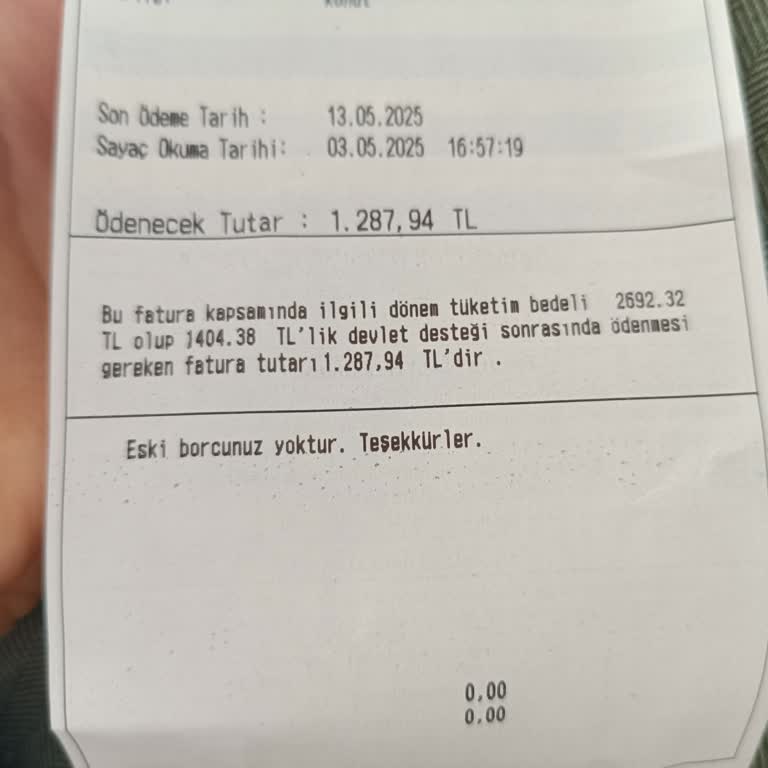 Son Ödeme Tarih : 13.05.2025
Sayaç Okuma Tarihi: 03.05.2025 16:57:19
Ödenecek Tutar : 1.287,94 TL
Bu fatura kapsamında ilgili dönem tüketim bedeli 2692.32
TL olup 1404.38 TL'lik devlet desteği sonrasında ödenmesi
gereken fatura tutarı 1.287,94 TL'dir .
Eski borcunuz yoktur. Teşekkürler.
0,00
0,00